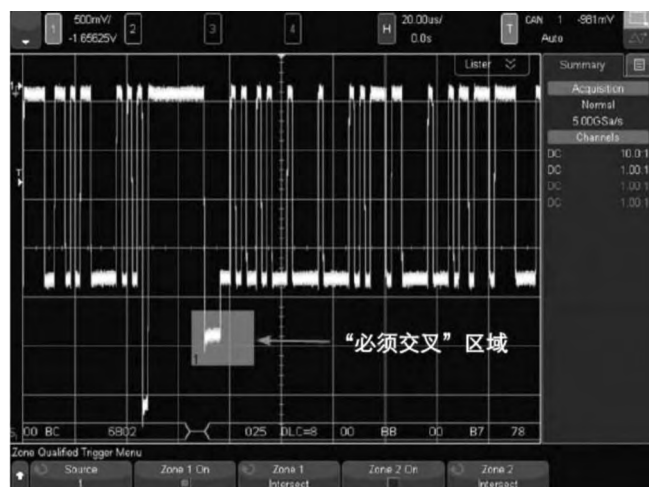 500mV/
-1.65625V
1
2
3
4
H
20.00us/
0.0s
T
CAN 1 -981mV
Auto
Lister
Summary
Acquisition
Normal
5.00GSa/s
Channels
DC 10.0:1
DC 1.00:1
DC 1.00:1
DC 1.00:1
T
1
“必须交叉”区域
00 BC 6802 025 DLC=8 00 BB 00 B7 78
Zone Qualified Trigger Menu
Source
1
Zone 1 On
Zone 1
Intersect
Zone 2 On
Zone 2
Intersect